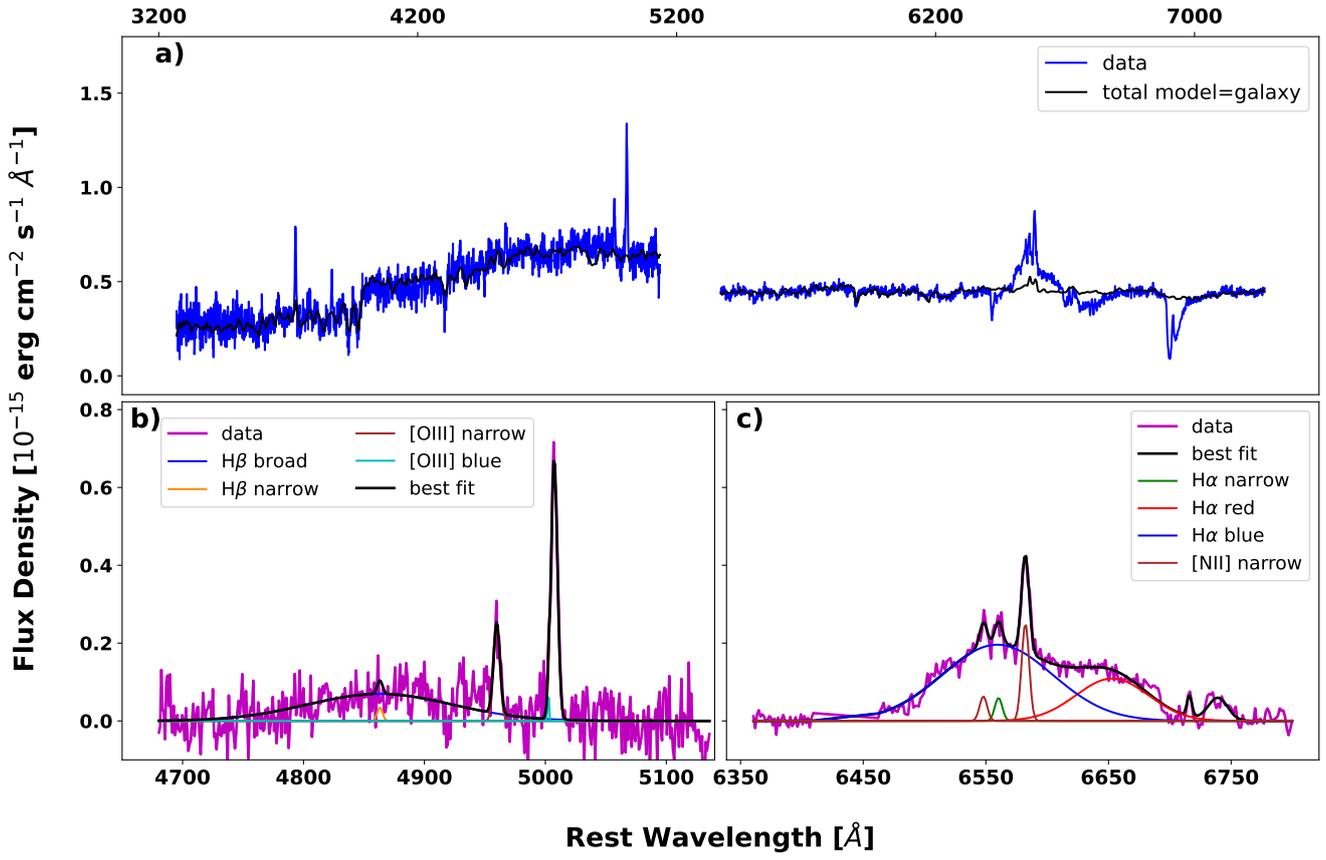 3200 4200 5200 6200 7000
a)
data
total model=galaxy
1.5
1.0
0.5
0.0
Flux Density [10⁻¹⁵ erg cm⁻² s⁻¹ Å⁻¹]
b)
data
Hβ broad
Hβ narrow
[OIII] narrow
[OIII] blue
best fit
0.8
0.6
0.4
0.2
0.0
4700 4800 4900 5000 5100
c)
data
best fit
Hα narrow
Hα red
Hα blue
[NII] narrow
6350 6450 6550 6650 6750
Rest Wavelength [Å]